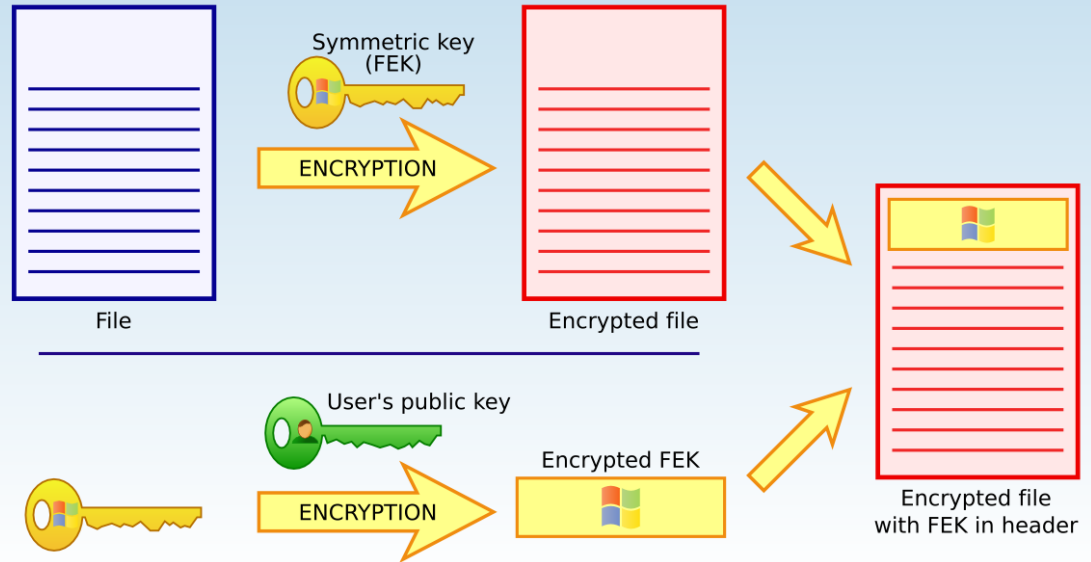 Symmetric key
(FEK)
ENCRYPTION
File
Encrypted file
User's public key
ENCRYPTION
Encrypted FEK
Encrypted file
with FEK in header